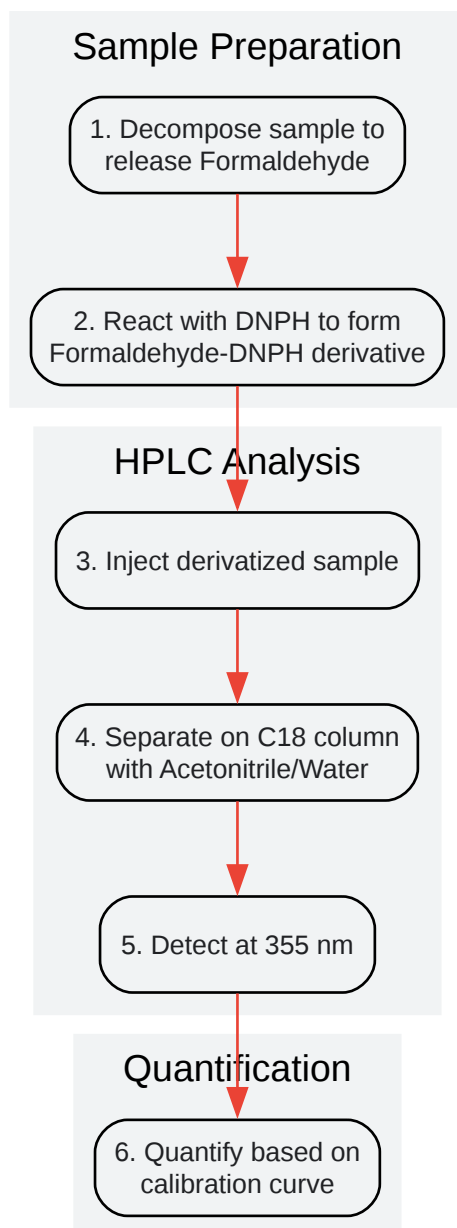 Sample Preparation
1. Decompose sample to
release Formaldehyde
2. React with DNPH to form
Formaldehyde-DNPH derivative
HPLC Analysis
3. Inject derivatized sample
4. Separate on C18 column
with Acetonitrile/Water
5. Detect at 355 nm
Quantification
6. Quantify based on
calibration curve